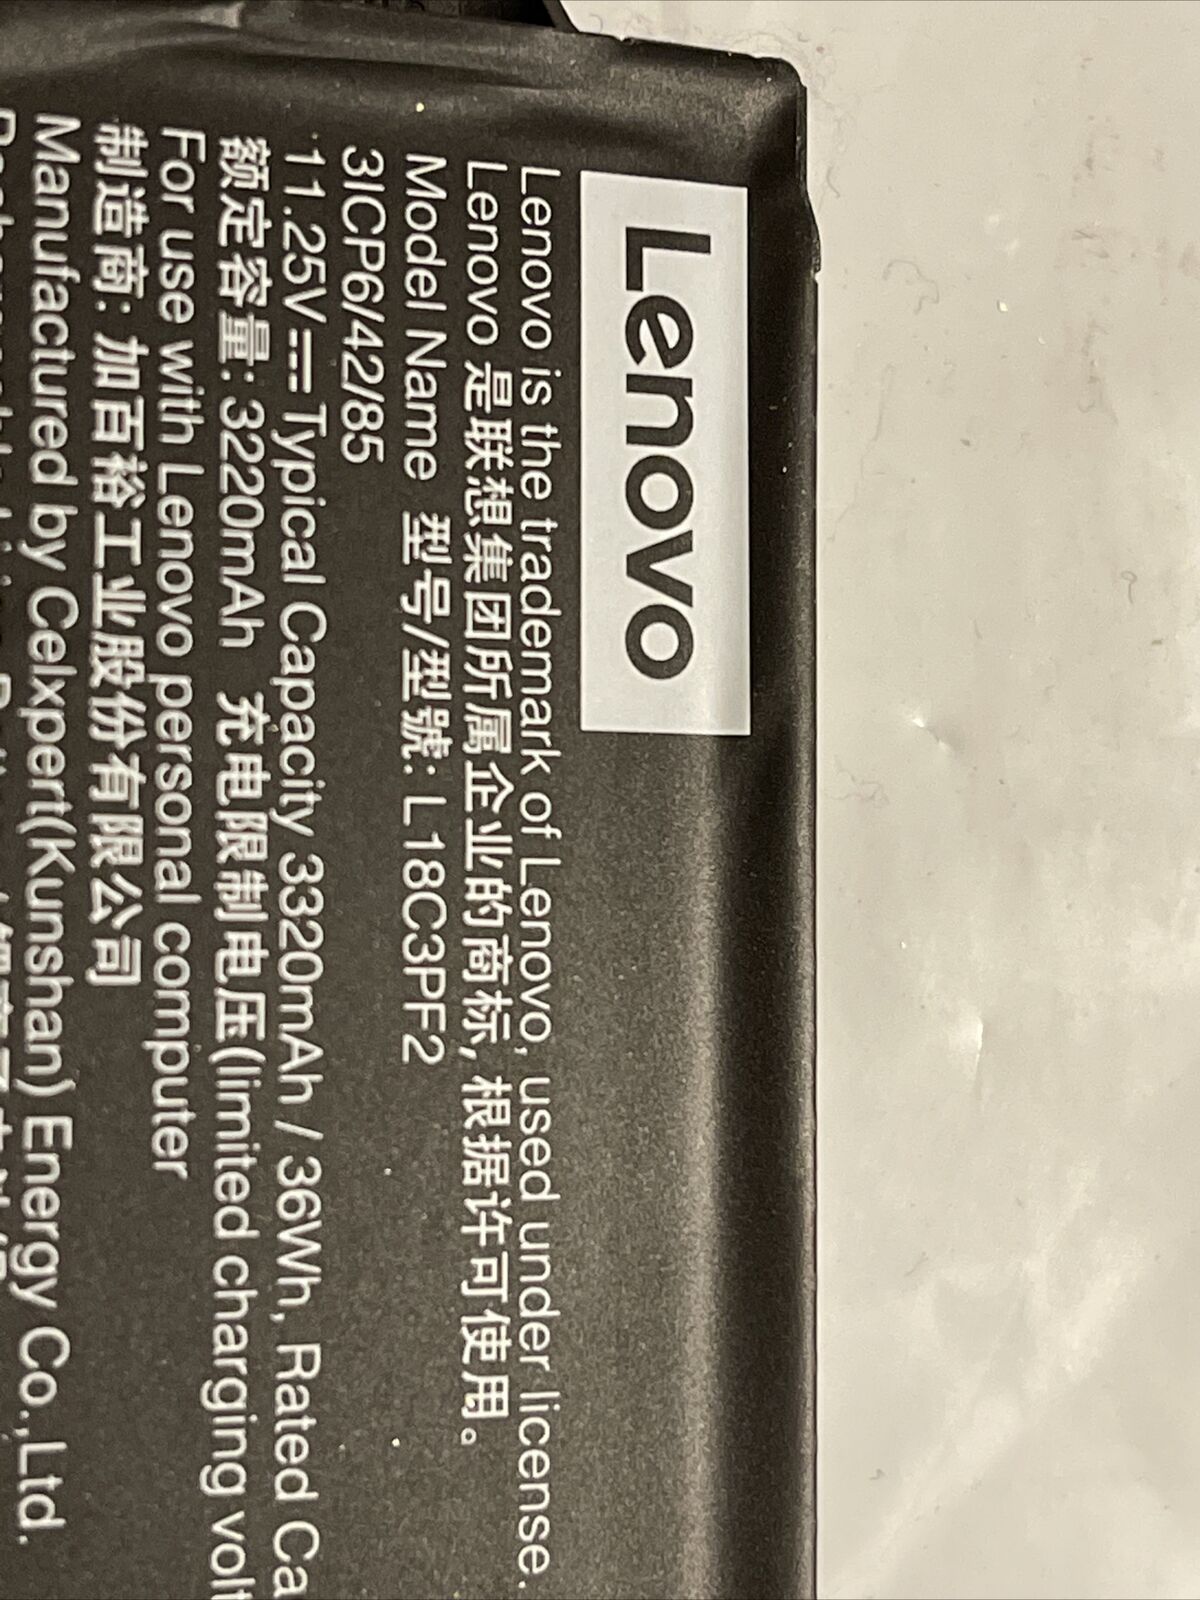 Lenovo
Lenovo is the trademark of Lenovo, used under license.
Lenovo 是联想集团所属企业的商标, 根据许可使用。
Model Name 型号/型號: L18C3PF2
3ICP6/42/85
11.25V⎓Typical Capacity 3320mAh / 36Wh, Rated Ca
额定容量: 3220mAh 充电限制电压(limited charging volt
For use with Lenovo personal computer
制造商: 加百裕工业股份有限公司
Manufactured by Celxpert(Kunshan) Energy Co.,Ltd.